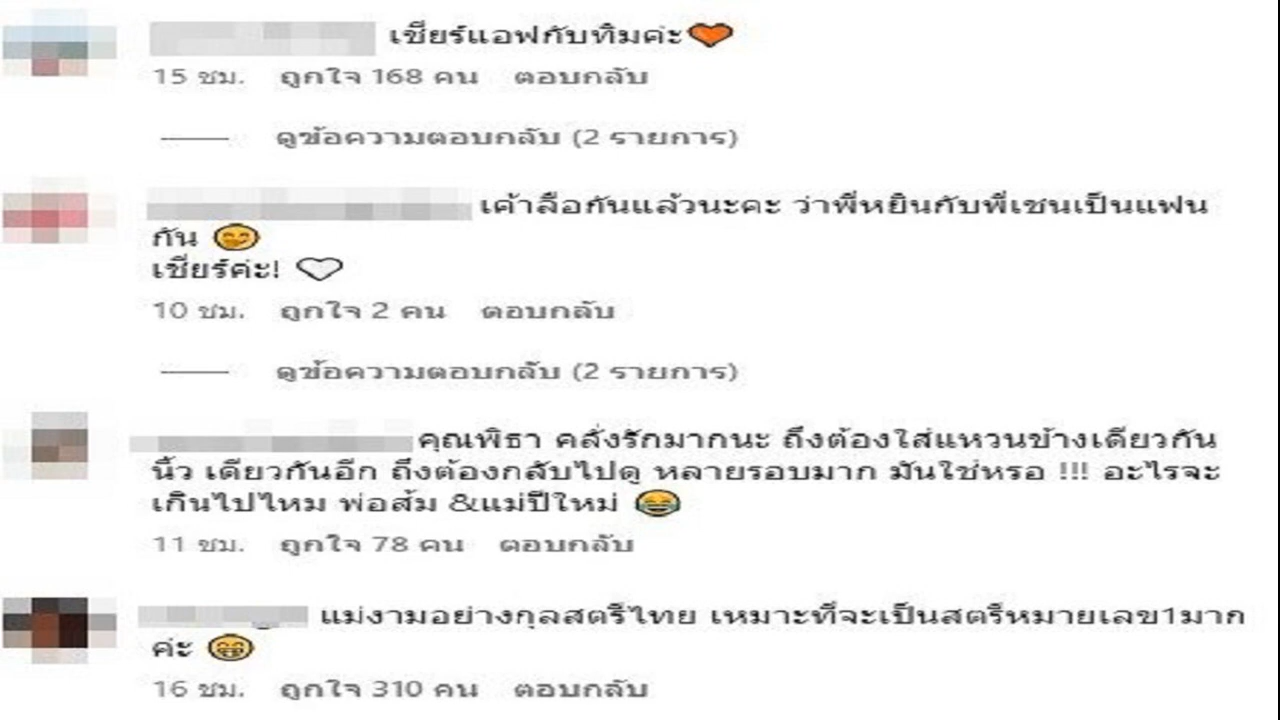 เชียร์แอฟกับทิมค่ะ🧡
15 ชม. ถูกใจ 168 คน ตอบกลับ
ดูข้อความตอบกลับ (2 รายการ)
เค้าลือกันแล้วนะคะ ว่าพี่หยินกับพี่เชนเป็นแฟน
กัน 🤭
เชียร์ค่ะ! 🤍
10 ชม. ถูกใจ 2 คน ตอบกลับ
ดูข้อความตอบกลับ (2 รายการ)
คุณพิธา คลั่งรักมากนะ ถึงต้องใส่แหวนข้างเดียวกัน
นิ้ว เดียวกันอีก ถึงต้องกลับไปดู หลายรอบมาก มันใช่หรอ !!! อะไรจะ
เกินไปไหม พ่อส้ม &แม่ปีใหม่ 😂
11 ชม. ถูกใจ 78 คน ตอบกลับ
แม่งามอย่างกุลสตรีไทย เหมาะที่จะเป็นสตรีหมายเลข1มาก
ค่ะ 😁
16 ชม. ถูกใจ 310 คน ตอบกลับ